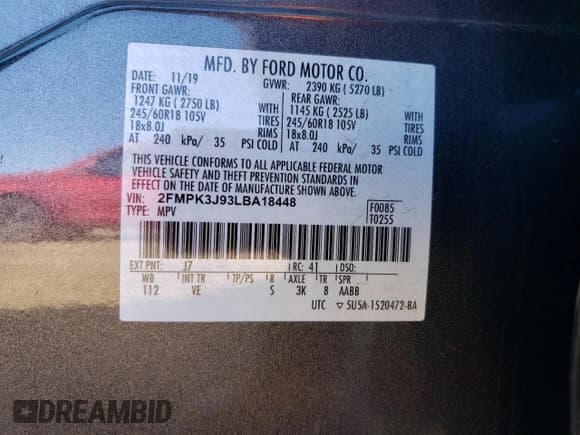 MFD. BY FORD MOTOR CO.
DATE: 11/19 GVWR: 2390 KG ( 5270 LB)
FRONT GAWR: REAR GAWR:
1247 KG ( 2750 LB) WITH 1145 KG ( 2525 LB) WITH
245/60R18 105V TIRES 245/60R18 105V TIRES
18x8.0J RIMS 18x8.0J RIMS
AT 240 kPa/ 35 PSI COLD AT 240 kPa/ 35 PSI COLD
THIS VEHICLE CONFORMS TO ALL APPLICABLE FEDERAL MOTOR
VEHICLE SAFETY AND THEFT PREVENTION STANDARDS IN
EFFECT ON THE DATE OF MANUFACTURE SHOWN ABOVE.
VIN: 2FMPK3J93LBA18448 F0085
TYPE: MPV T0255
EXT PNT: J7 RC: 41 DSO:
WB INT TR TP/PS R AXLE TR SPR
112 VE S 3K 8 AABB
UTC ▽ 5U5A-1520472-BA
DREAMBID